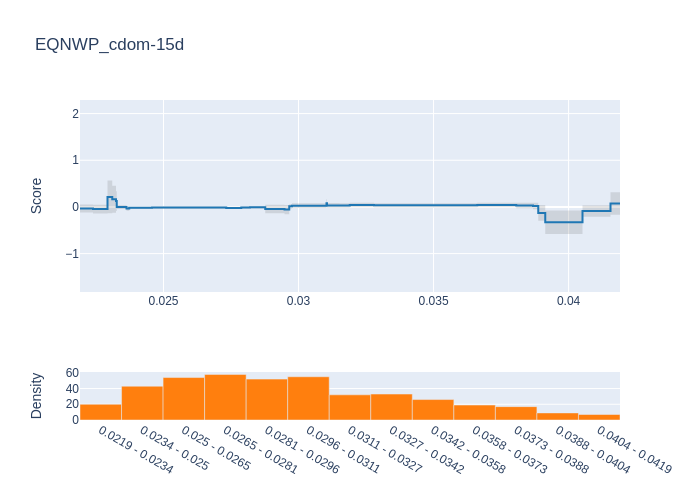 EQNWP_cdom-15d
Score
2
1
0
−1
0.025
0.03
0.035
0.04
Density
60
40
20
0
0.0219 - 0.0234
0.0234 - 0.025
0.025 - 0.0265
0.0265 - 0.0281
0.0281 - 0.0296
0.0296 - 0.0311
0.0311 - 0.0327
0.0327 - 0.0342
0.0342 - 0.0358
0.0358 - 0.0373
0.0373 - 0.0388
0.0388 - 0.0404
0.0404 - 0.0419